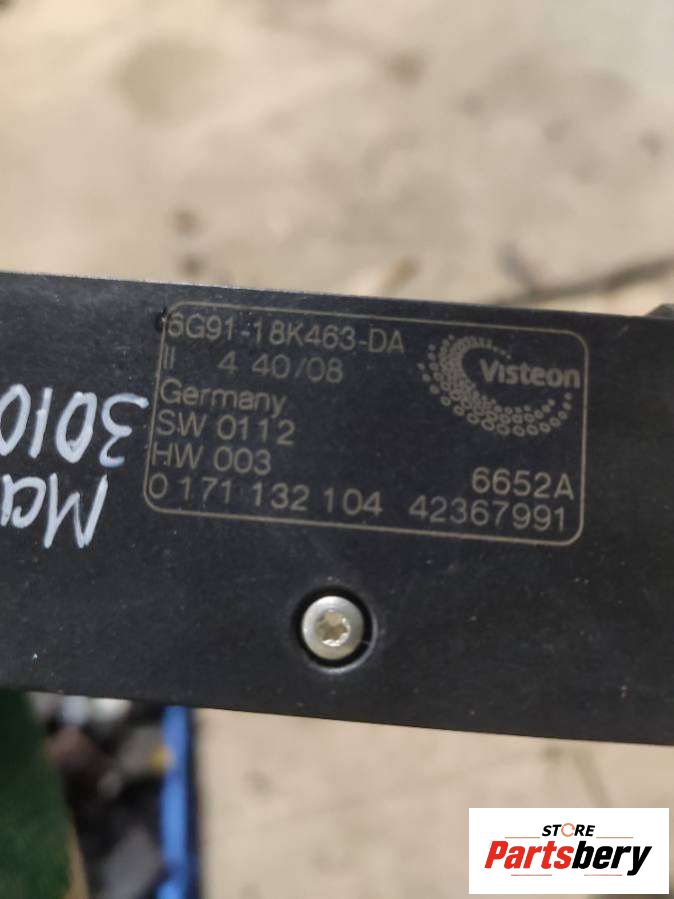 6G91-18K463-DA
II 4 40/08
Visteon
Germany
SW 0112
HW 003
6652A
0 171 132 104 42367991
3010
STORE
Partsbery